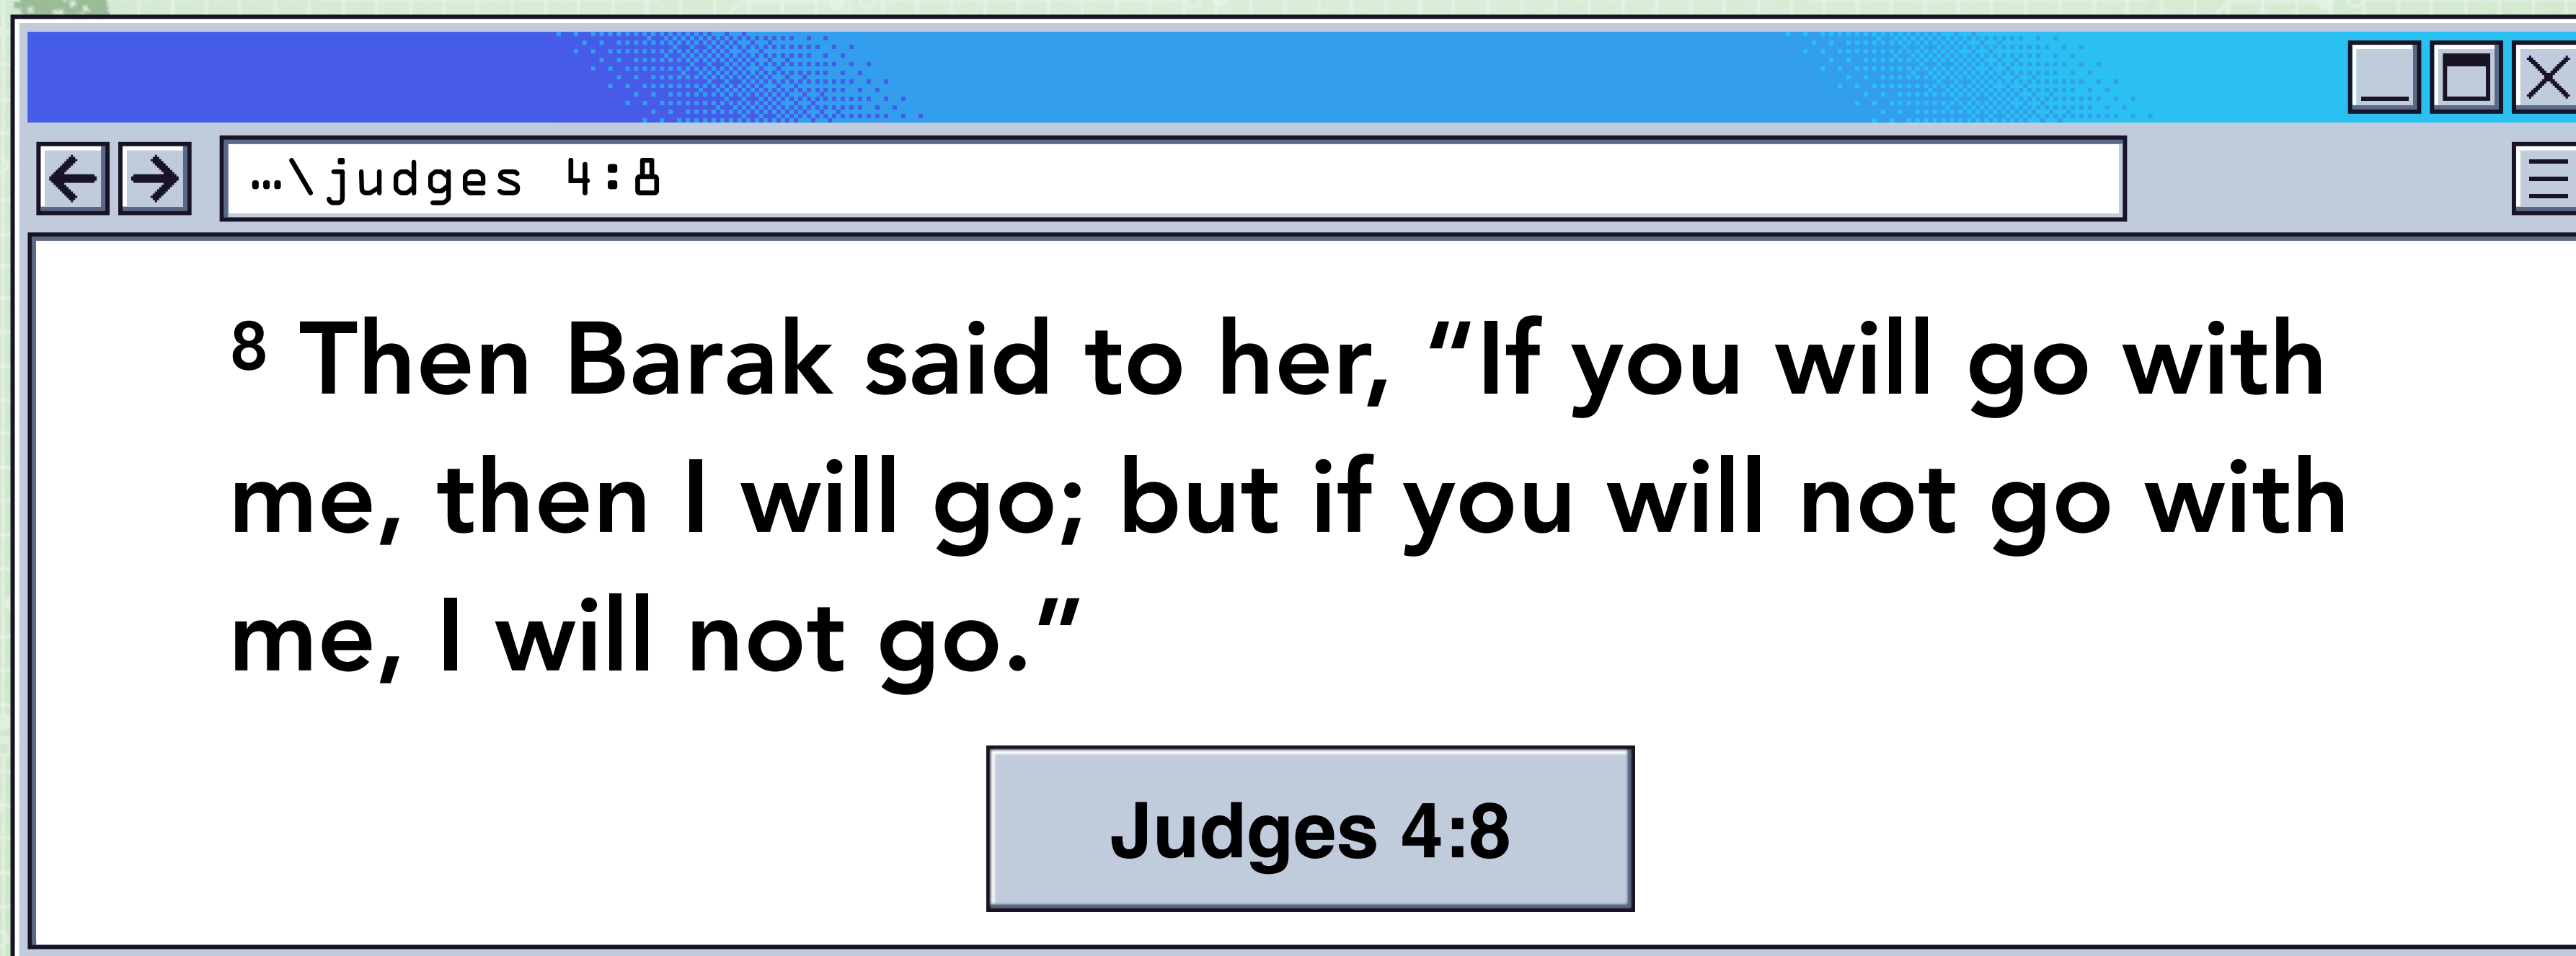 …\judges 4:8
⁸ Then Barak said to her, “If you will go with
me, then I will go; but if you will not go with
me, I will not go.”
Judges 4:8